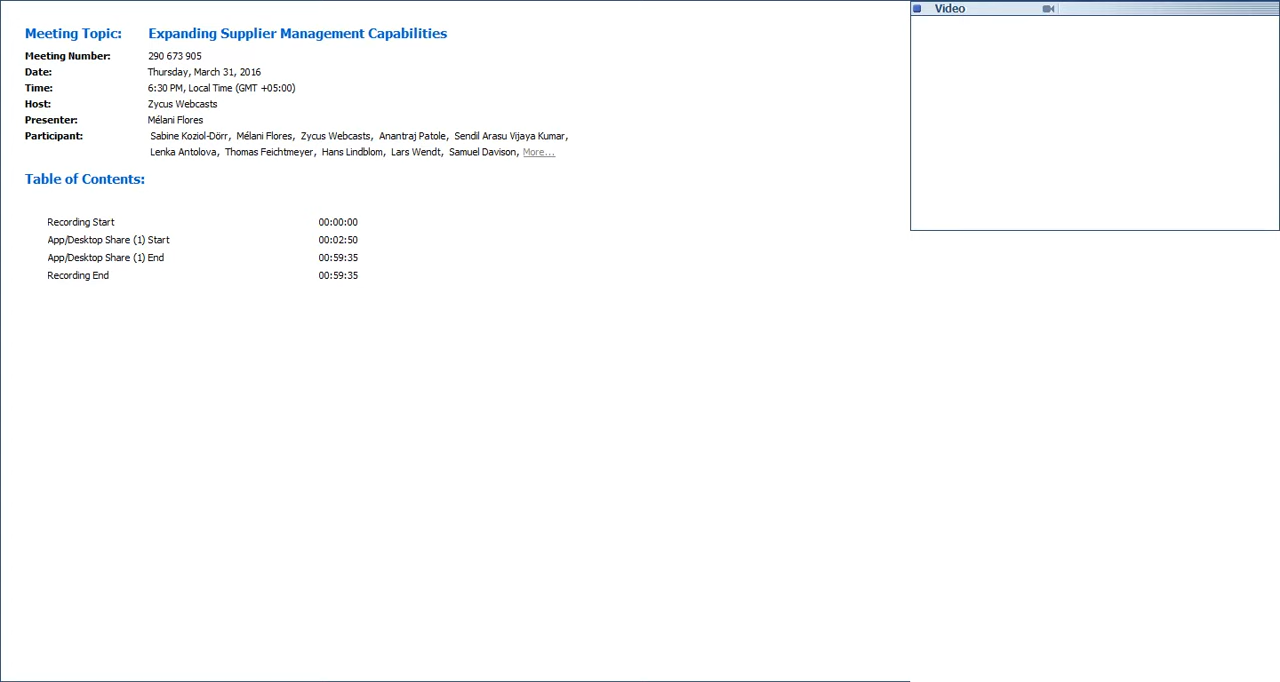 Meeting Topic: Expanding Supplier Management Capabilities
Meeting Number: 290 673 905
Date: Thursday, March 31, 2016
Time: 6:30 PM, Local Time (GMT +05:00)
Host: Zycus Webcasts
Presenter: Mélani Flores
Participant: Sabine Koziol-Dörr, Mélani Flores, Zycus Webcasts, Anantraj Patole, Sendil Arasu Vijaya Kumar,
Lenka Antolova, Thomas Feichtmeyer, Hans Lindblom, Lars Wendt, Samuel Davison, More...
Table of Contents:
Recording Start 00:00:00
App/Desktop Share (1) Start 00:02:50
App/Desktop Share (1) End 00:59:35
Recording End 00:59:35
Video